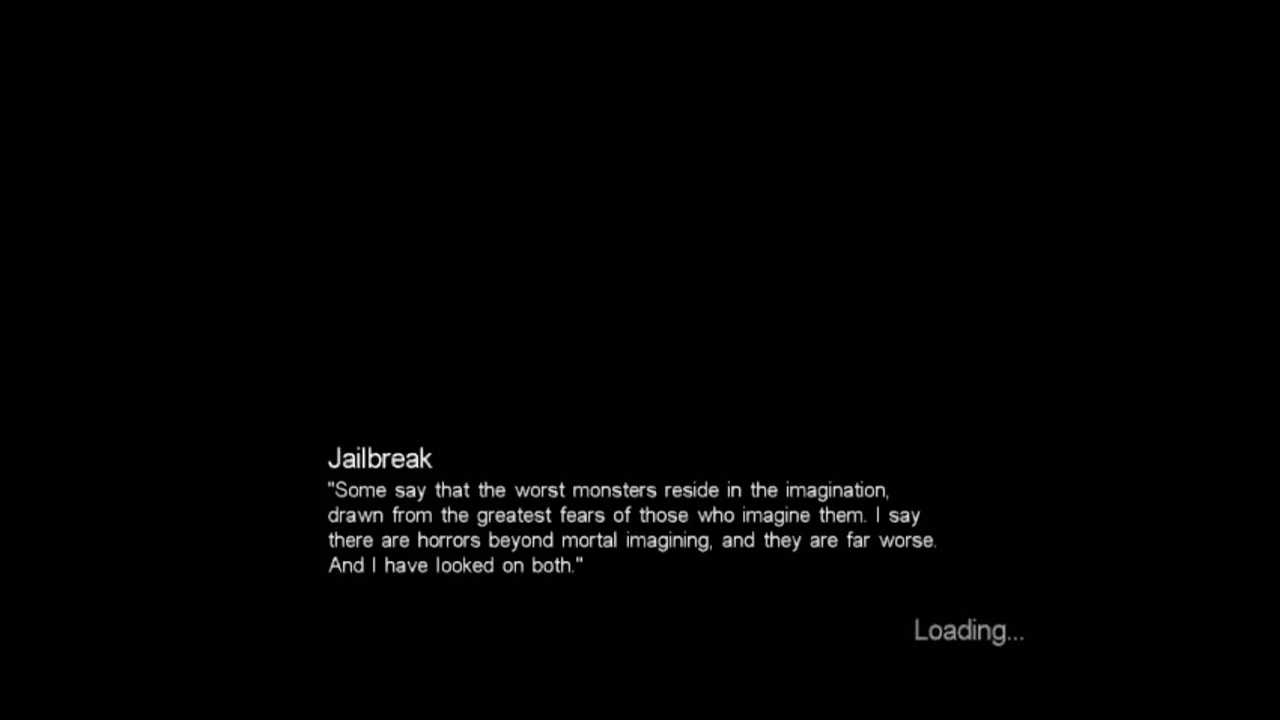 Jailbreak
"Some say that the worst monsters reside in the imagination,
drawn from the greatest fears of those who imagine them. I say
there are horrors beyond mortal imagining, and they are far worse.
And I have looked on both."
Loading...